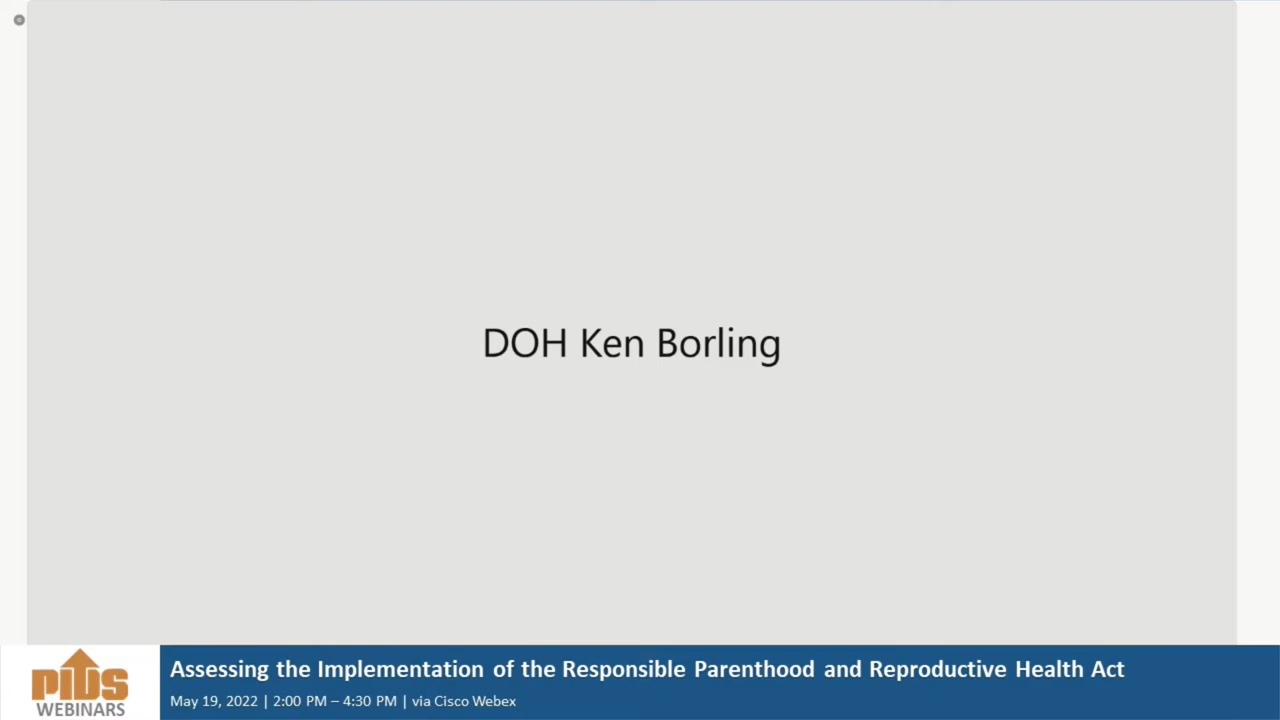 DOH Ken Borling
PIDS
WEBINARS
Assessing the Implementation of the Responsible Parenthood and Reproductive Health Act
May 19, 2022 | 2:00 PM – 4:30 PM | via Cisco Webex